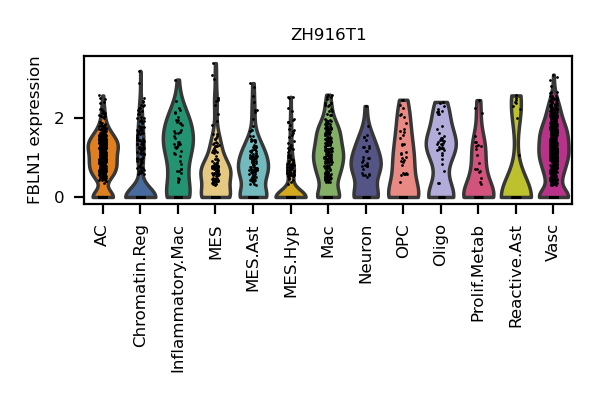 ZH916T1
FBLN1 expression
2
0
AC
Chromatin.Reg
Inflammatory.Mac
MES
MES.Ast
MES.Hyp
Mac
Neuron
OPC
Oligo
Prolif.Metab
Reactive.Ast
Vasc